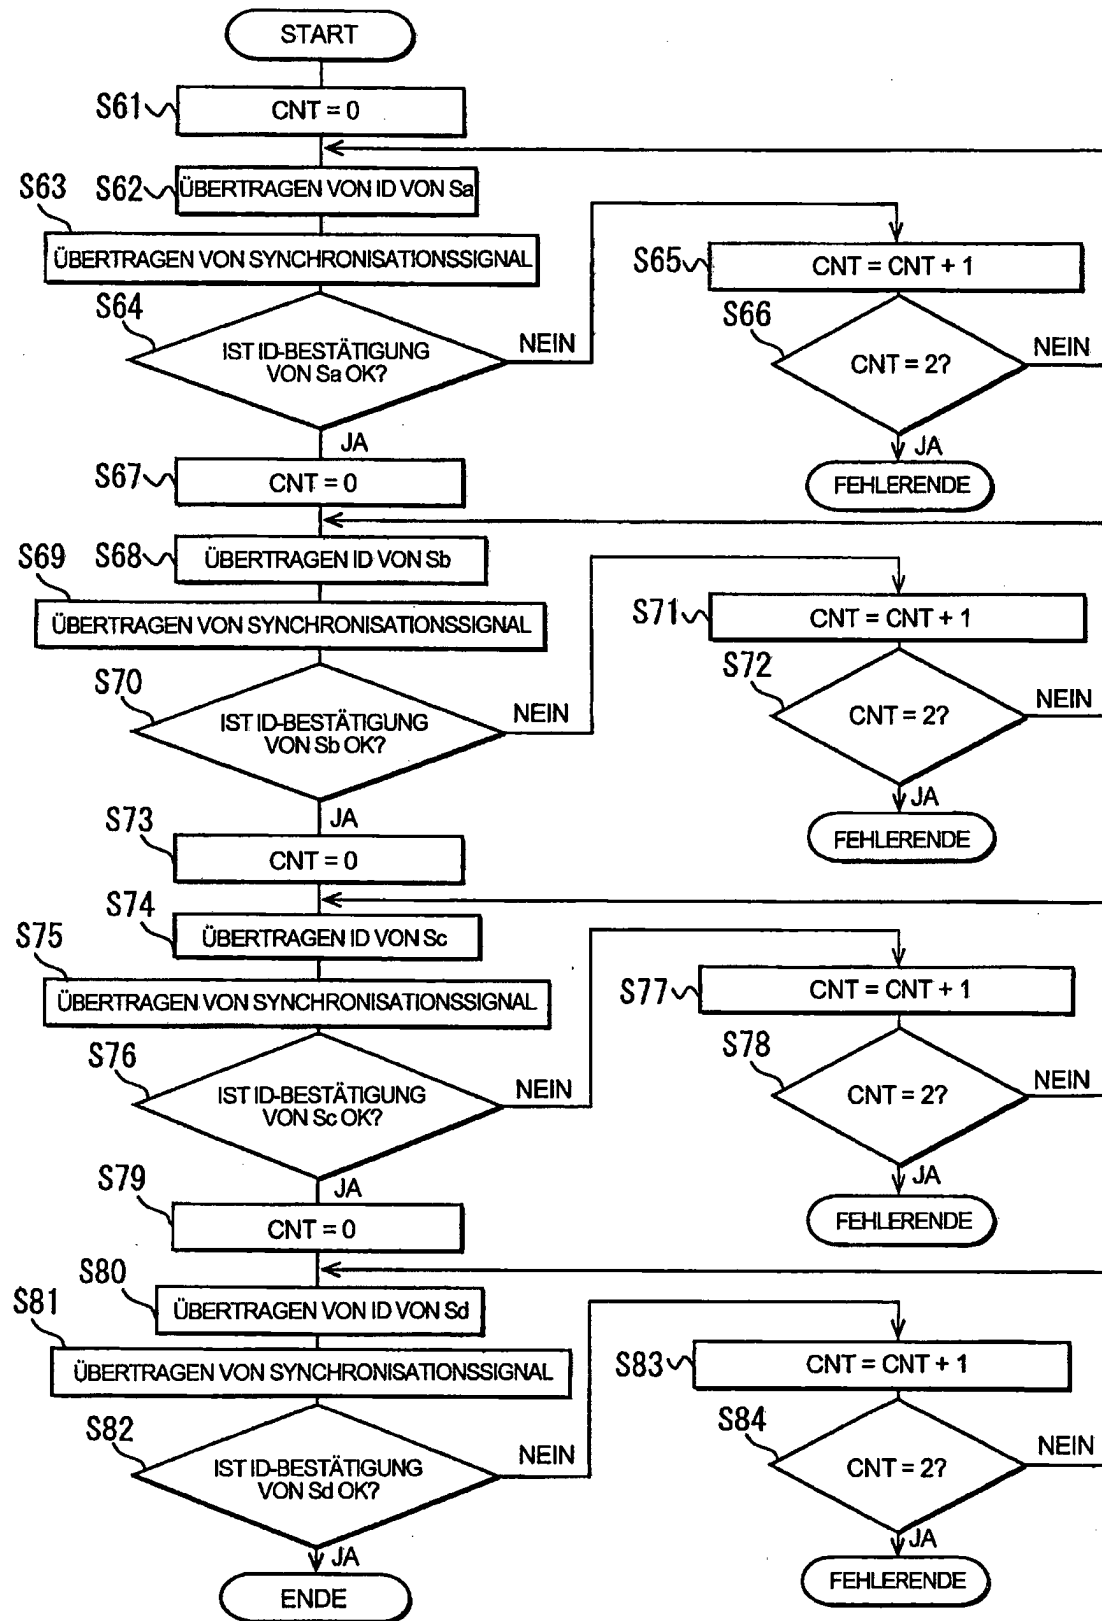 START
S61
CNT = 0
S62
ÜBERTRAGEN VON ID VON Sa
S63
ÜBERTRAGEN VON SYNCHRONISATIONSSIGNAL
S64
IST ID-BESTÄTIGUNG
VON Sa OK?
NEIN
JA
S65
CNT = CNT + 1
S66
CNT = 2?
NEIN
JA
FEHLERENDE
S67
CNT = 0
S68
ÜBERTRAGEN ID VON Sb
S69
ÜBERTRAGEN VON SYNCHRONISATIONSSIGNAL
S70
IST ID-BESTÄTIGUNG
VON Sb OK?
NEIN
JA
S71
CNT = CNT + 1
S72
CNT = 2?
NEIN
JA
FEHLERENDE
S73
CNT = 0
S74
ÜBERTRAGEN ID VON Sc
S75
ÜBERTRAGEN VON SYNCHRONISATIONSSIGNAL
S76
IST ID-BESTÄTIGUNG
VON Sc OK?
NEIN
JA
S77
CNT = CNT + 1
S78
CNT = 2?
NEIN
JA
FEHLERENDE
S79
CNT = 0
S80
ÜBERTRAGEN VON ID VON Sd
S81
ÜBERTRAGEN VON SYNCHRONISATIONSSIGNAL
S82
IST ID-BESTÄTIGUNG
VON Sd OK?
NEIN
JA
ENDE
S83
CNT = CNT + 1
S84
CNT = 2?
NEIN
JA
FEHLERENDE